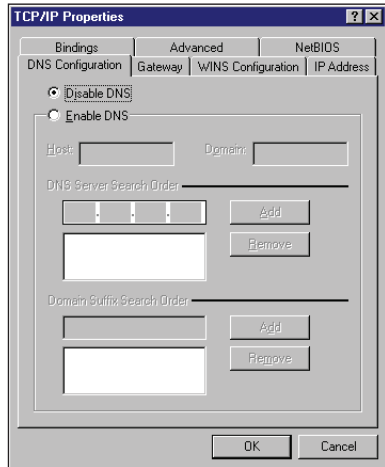 TCP/IP Properties
Bindings Advanced NetBIOS
DNS Configuration Gateway WINS Configuration IP Address
Disable DNS
Enable DNS
Host: Domain:
DNS Server Search Order
Add
Remove
Domain Suffix Search Order
Add
Remove
OK Cancel